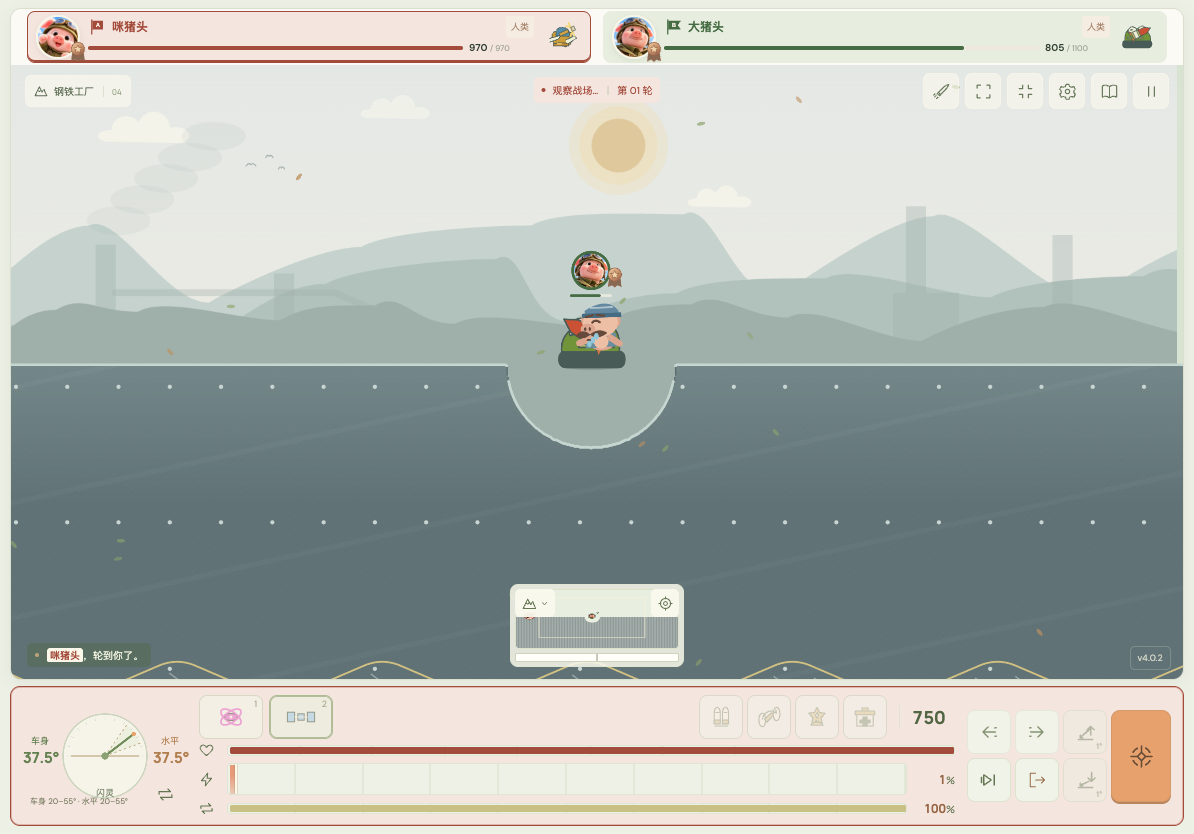 咪猪头
人类
970 / 970
大猪头
人类
805 / 1100
钢铁工厂 04
观察战场… 第 01 轮
咪猪头，轮到你了。
v4.0.2
1
2
750
车身
37.5°
水平
37.5°
闪灵
车身 20–55° · 水平 20–55°
1%
100%
1°
1°